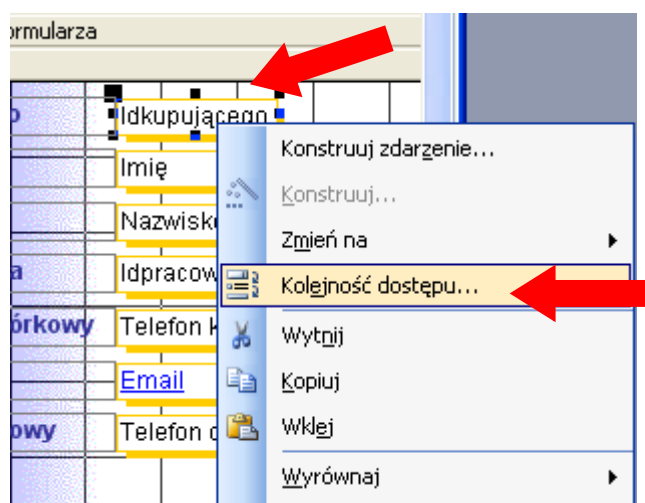 ormularza
Idkupującego
Imię
Konstruuj zdarzenie...
Konstruuj...
Nazwisko
Zmień na
Idpracow
Kolejność dostępu...
órkowy
Telefon k
Wytnij
Email
Kopiuj
owy
Telefon d
Wklej
Wyrównaj